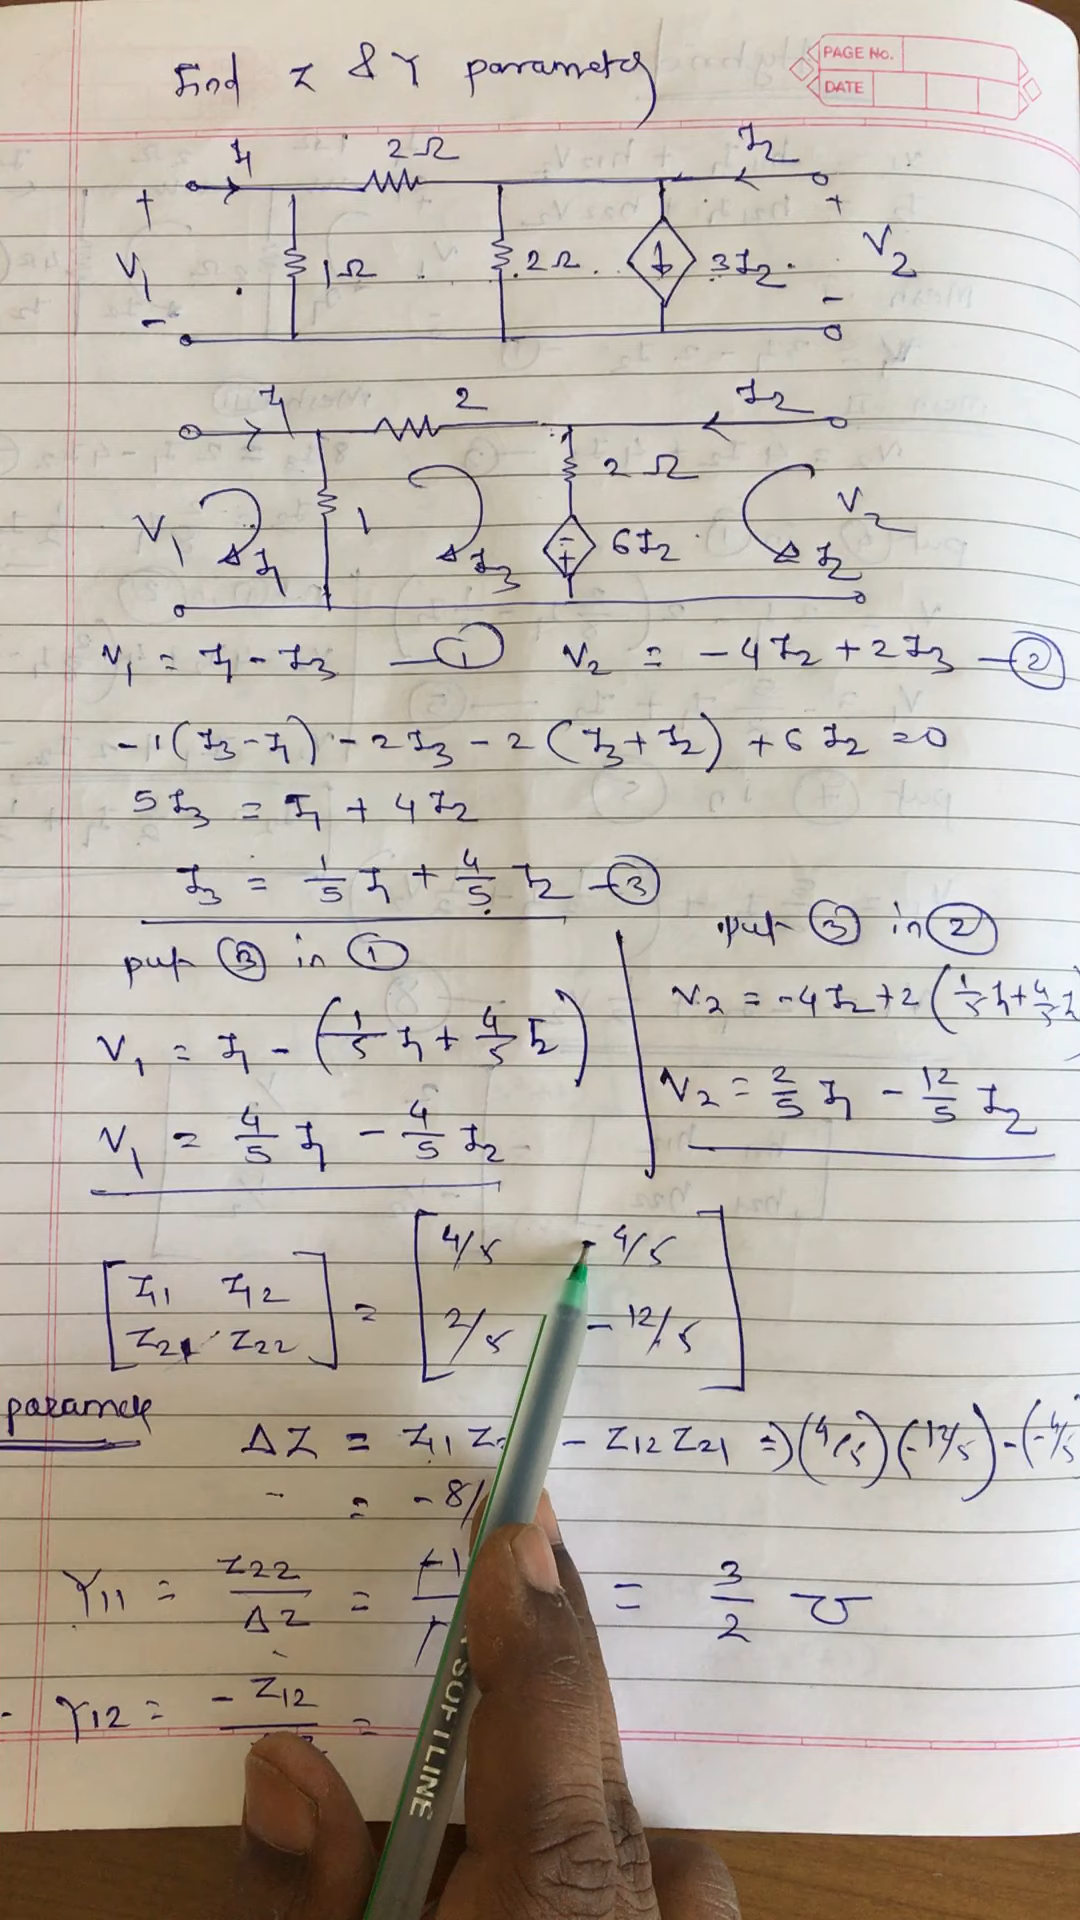 Find Z & Y parameters
PAGE No.
DATE
I1 2Ω I2
+ +
V1 1Ω 2Ω 3I2 V2
- -
I1 2 I2
2Ω
V1 I1 1 I3 6I2 V2 I2
V1 = I1 - I3 —① V2 = -4I2 + 2I3 —②
-1(I3 - I1) - 2I3 - 2(I3 + I2) + 6I2 = 0
5I3 = I1 + 4I2
I3 = 1/5 I1 + 4/5 I2 —③
put ③ in ①
V1 = I1 - (1/5 I1 + 4/5 I2)
V1 = 4/5 I1 - 4/5 I2
put ③ in ②
V2 = -4I2 + 2(1/5 I1 + 4/5 I
V2 = 2/5 I1 - 12/5 I2
[Z11 Z12 Z21 Z22] = [4/5 -4/5 2/5 -12/5]
parameter
ΔZ = Z11 Z - Z12 Z21 ⇒ (4/5)(-12/5) - (-4/5
= -8/
Y11 = Z22/ΔZ = = 3/2 ℧
Y12 = -Z12 =
SOFTLINE